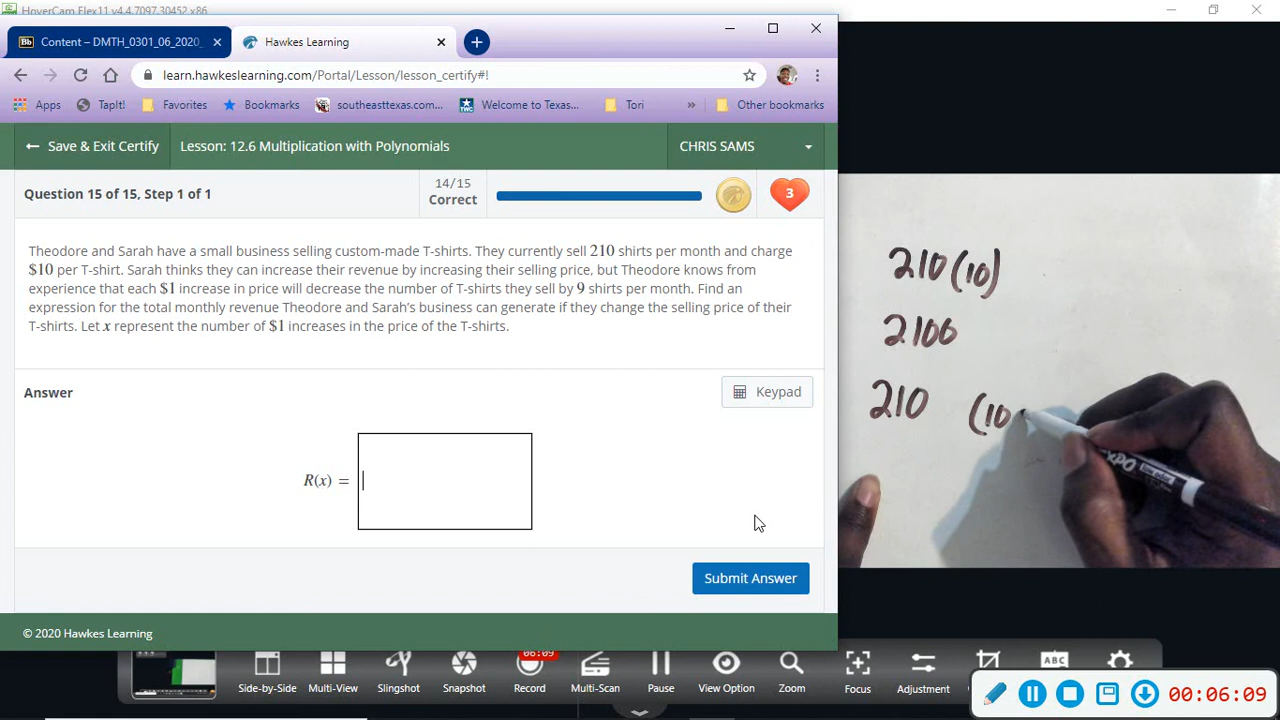 HoverCam Flex11 v4.4.7097.30452 x86
Content – DMTH_0301_06_2020_
Hawkes Learning
learn.hawkeslearning.com/Portal/Lesson/lesson_certify#!
Apps TapIt! Favorites Bookmarks southeasttexas.com... Welcome to Texas... Tori » Other bookmarks
← Save & Exit Certify Lesson: 12.6 Multiplication with Polynomials CHRIS SAMS
Question 15 of 15, Step 1 of 1
14/15
Correct
3
Theodore and Sarah have a small business selling custom-made T-shirts. They currently sell 210 shirts per month and charge
$10 per T-shirt. Sarah thinks they can increase their revenue by increasing their selling price, but Theodore knows from
experience that each $1 increase in price will decrease the number of T-shirts they sell by 9 shirts per month. Find an
expression for the total monthly revenue Theodore and Sarah's business can generate if they change the selling price of their
T-shirts. Let x represent the number of $1 increases in the price of the T-shirts.
Answer
Keypad
R(x) =
Submit Answer
© 2020 Hawkes Learning
210(10)
2100
210 (10
EXPO
06:09
ABC
Side-by-Side Multi-View Slingshot Snapshot Record Multi-Scan Pause View Option Zoom Focus Adjustment
00:06:09